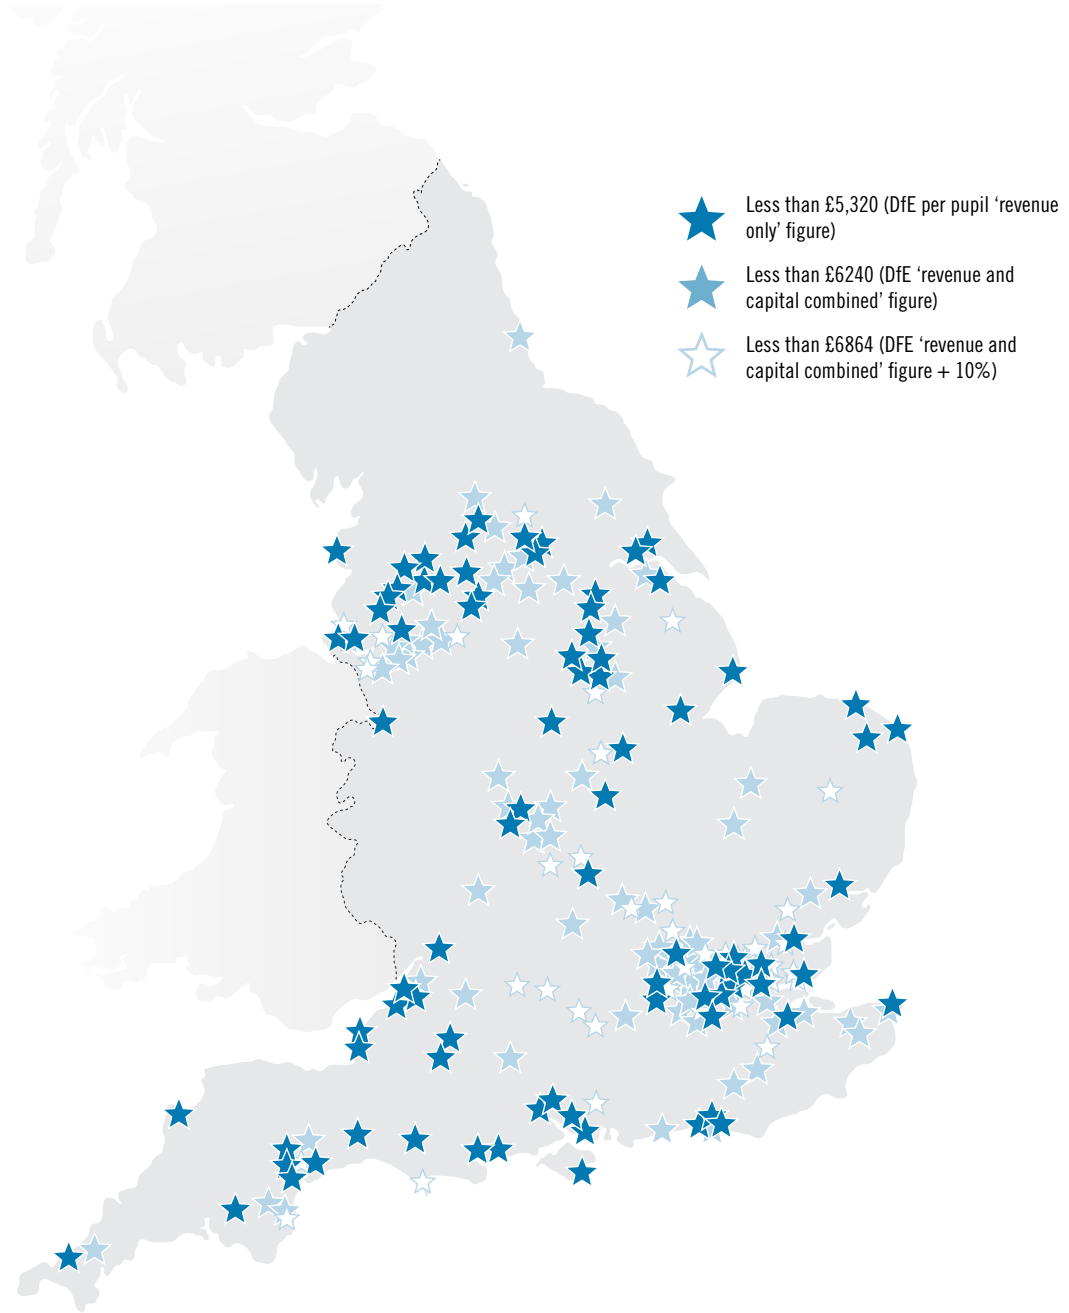 Less than £5,320 (DfE per pupil ‘revenue
only’ figure)
Less than £6240 (DfE ‘revenue and
capital combined’ figure)
Less than £6864 (DFE ‘revenue and
capital combined’ figure + 10%)